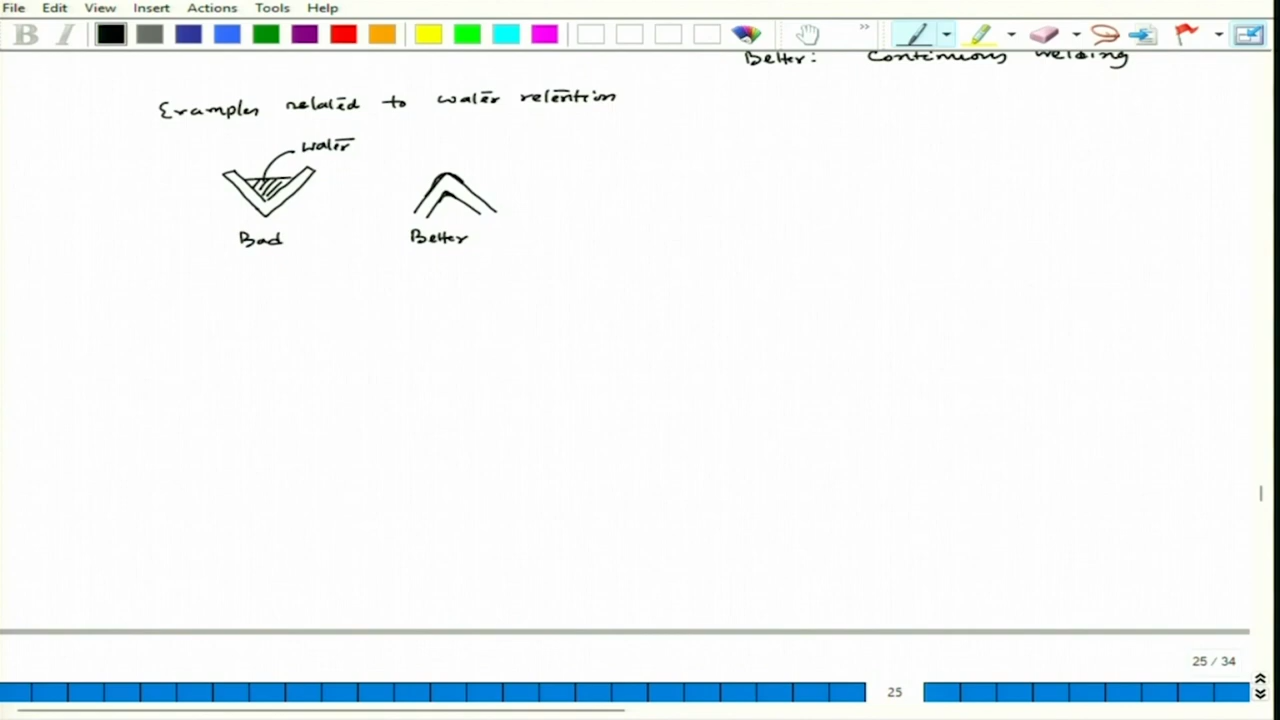 File Edit View Insert Actions Tools Help
B I
Better: Continuous welding
Examples related to water retention
water
Bad Better
25 / 34
25